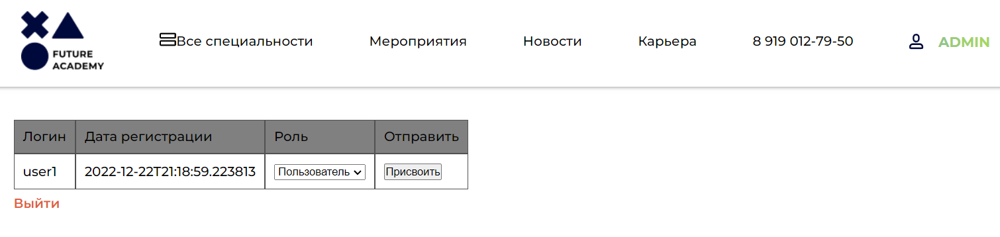 FUTURE
ACADEMY
Все специальности Мероприятия Новости Карьера 8 919 012-79-50 ADMIN
Логин Дата регистрации Роль Отправить
user1 2022-12-22T21:18:59.223813 Пользователь Присвоить
Выйти